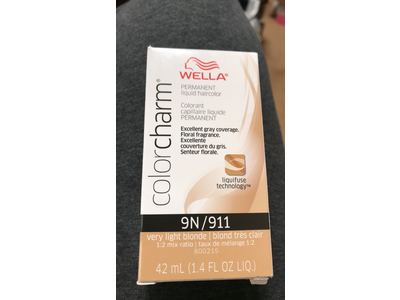 WELLA
PERMANENT
liquid haircolor
Colorant
capillaire liquide
PERMANENT
Excellent gray coverage.
Floral fragrance.
Excellente
couverture du gris.
Senteur florale.
colorcharm
liquifuse
technology™
9N/911
very light blonde | blond très clair
1:2 mix ratio | taux de mélange 1:2
42 mL (1.4 FL OZ LIQ.)